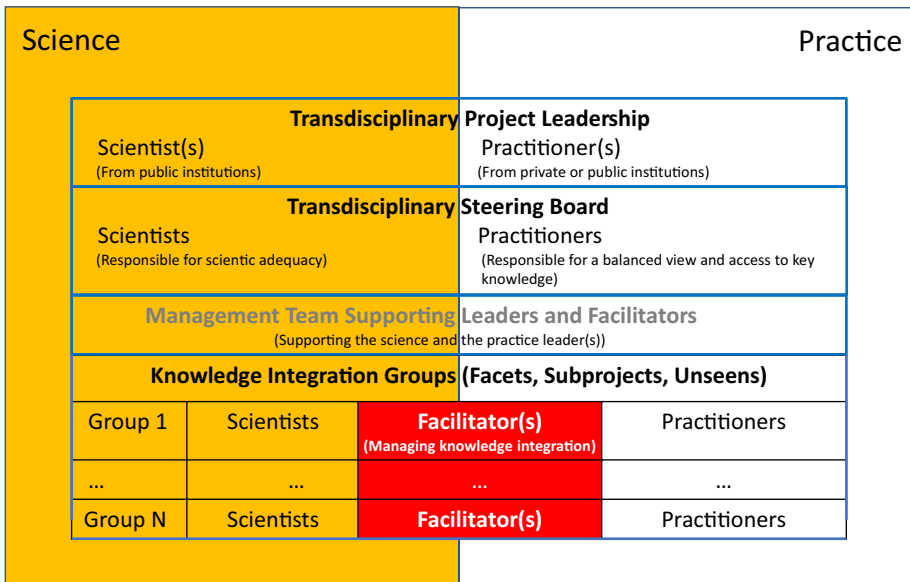 Science
Practice
Transdisciplinary Project Leadership
Scientist(s)
Practitioner(s)
(From public institutions)
(From private or public institutions)
Transdisciplinary Steering Board
Scientists
Practitioners
(Responsible for scientic adequacy)
(Responsible for a balanced view and access to key
knowledge)
Management Team Supporting Leaders and Facilitators
(Supporting the science and the practice leader(s))
Knowledge Integration Groups (Facets, Subprojects, Unseens)
Group 1
Scientists
Facilitator(s)
(Managing knowledge integration)
Practitioners
...
...
...
...
Group N
Scientists
Facilitator(s)
Practitioners